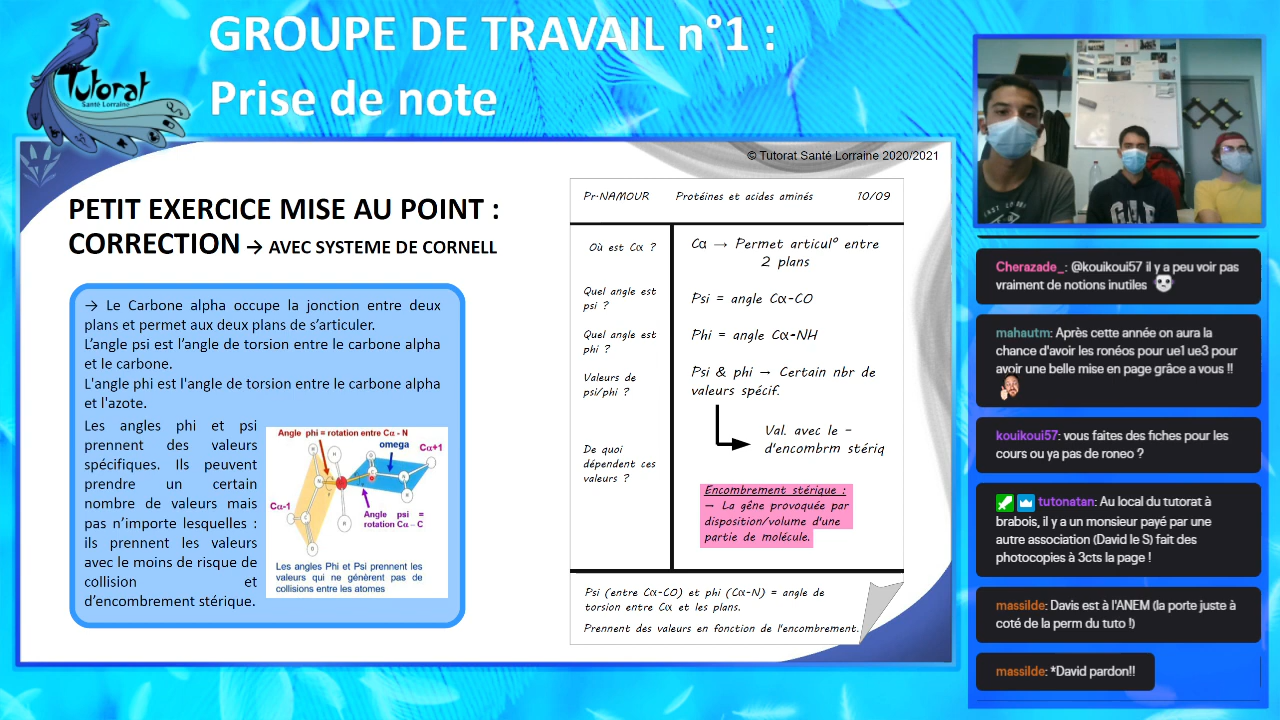 GROUPE DE TRAVAIL n°1 :
Prise de note
Tutorat
Santé Lorraine
© Tutorat Santé Lorraine 2020/2021
PETIT EXERCICE MISE AU POINT :
CORRECTION → AVEC SYSTEME DE CORNELL
→ Le Carbone alpha occupe la jonction entre deux
plans et permet aux deux plans de s’articuler.
L’angle psi est l’angle de torsion entre le carbone alpha
et le carbone.
L'angle phi est l'angle de torsion entre le carbone alpha
et l'azote.
Les angles phi et psi
prennent des valeurs
spécifiques. Ils peuvent
prendre un certain
nombre de valeurs mais
pas n’importe lesquelles :
ils prennent les valeurs
avec le moins de risque de
collision et
d’encombrement stérique.
Angle phi = rotation entre Cα - N
omega
Cα+1
Cα-1
Angle psi =
rotation Cα – C
Les angles Phi et Psi prennent les
valeurs qui ne génèrent pas de
collisions entre les atomes
Pr.NAMOUR Protéines et acides aminés 10/09
Où est Cα ?
Quel angle est
psi ?
Quel angle est
phi ?
Valeurs de
psi/phi ?
De quoi
dépendent ces
valeurs ?
Cα → Permet articul° entre
2 plans
Psi = angle Cα-CO
Phi = angle Cα-NH
Psi & phi → Certain nbr de
valeurs spécif.
Val. avec le -
d'encombrm stériq
Encombrement stérique :
→ La gêne provoquée par
disposition/volume d'une
partie de molécule.
Psi (entre Cα-CO) et phi (Cα-N) = angle de
torsion entre Cα et les plans.
Prennent des valeurs en fonction de l'encombrement.
Cherazade_: @kouikoui57 il y a peu voir pas
vraiment de notions inutiles
mahautm: Après cette année on aura la
chance d'avoir les ronéos pour ue1 ue3 pour
avoir une belle mise en page grâce a vous !!
kouikoui57: vous faites des fiches pour les
cours ou ya pas de roneo ?
tutonatan: Au local du tutorat à
brabois, il y a un monsieur payé par une
autre association (David le S) fait des
photocopies à 3cts la page !
massilde: Davis est à l'ANEM (la porte juste à
coté de la perm du tuto !)
massilde: *David pardon!!